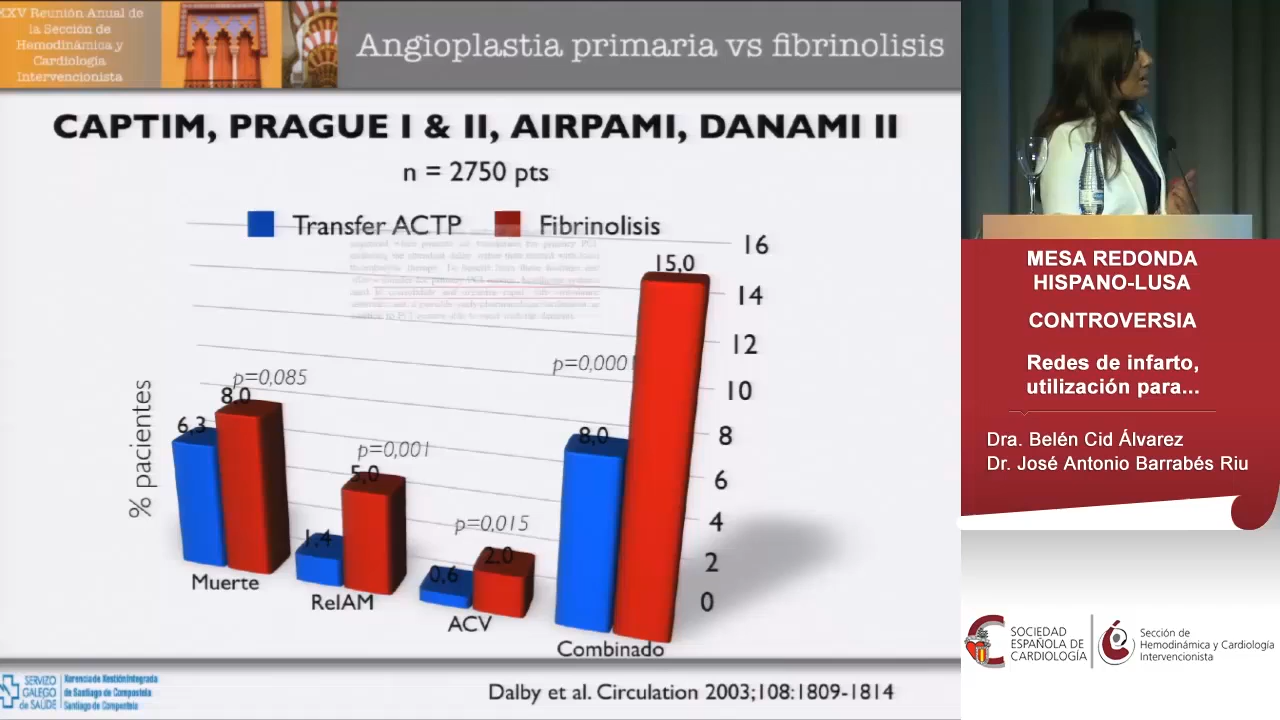 XXV Reunión Anual de
la Sección de
Hemodinámica y
Cardiología
Intervencionista
Angioplastia primaria vs fibrinolisis
CAPTIM, PRAGUE I & II, AIRPAMI, DANAMI II
n = 2750 pts
Transfer ACTP
Fibrinolisis
% pacientes
16
14
12
10
8
6
4
2
0
6,3
8,0
p=0,085
Muerte
1,4
5,0
p=0,001
ReIAM
0,6
2,0
p=0,015
ACV
8,0
15,0
p=0,0001
Combinado
SERVIZO
GALEGO
de SAÚDE
Xerencia de Xestión Integrada
de Santiago de Compostela
Santiago de Compostela
Dalby et al. Circulation 2003;108:1809-1814
MESA REDONDA
HISPANO-LUSA
CONTROVERSIA
Redes de infarto,
utilización para...
Dra. Belén Cid Álvarez
Dr. José Antonio Barrabés Riu
SOCIEDAD
ESPAÑOLA DE
CARDIOLOGÍA
Sección de
Hemodinámica y Cardiología
Intervencionista